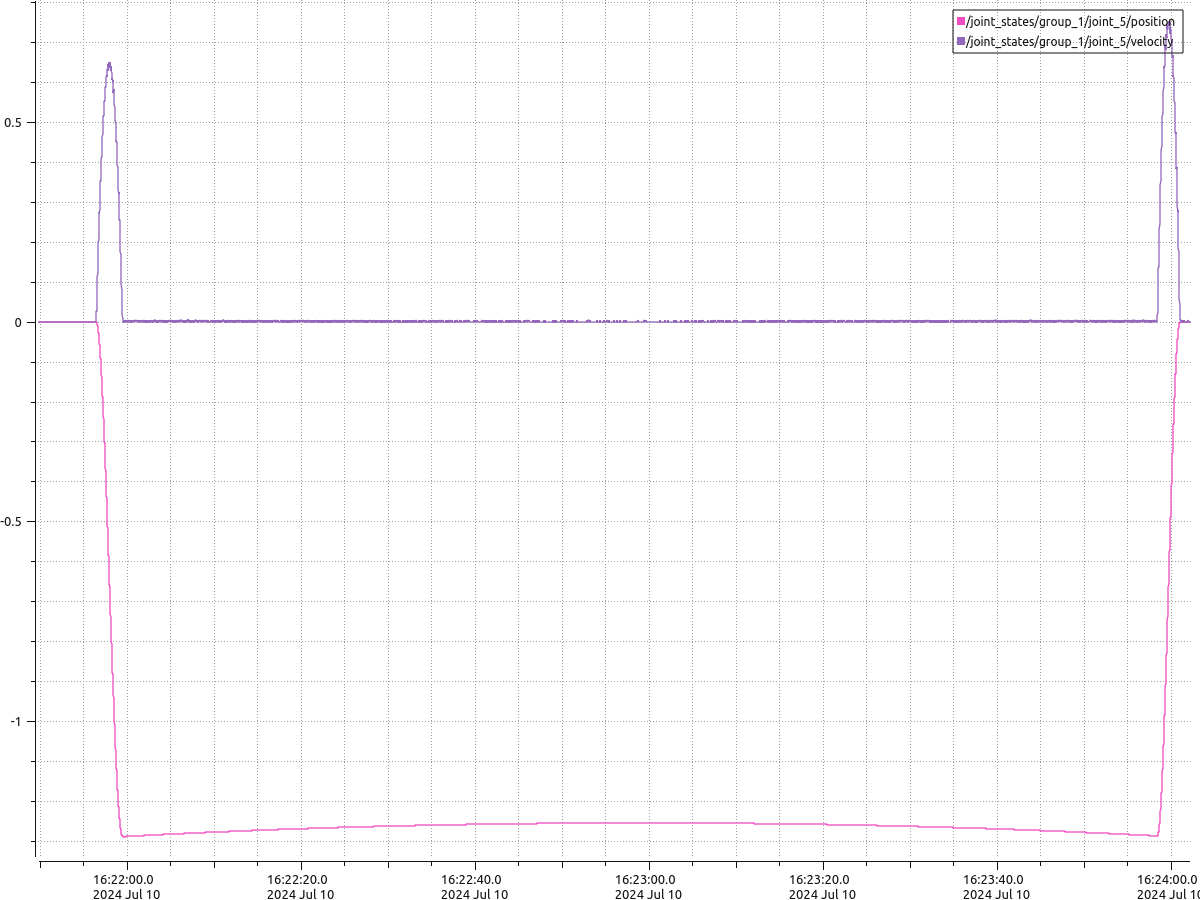 /joint_states/group_1/joint_5/position
/joint_states/group_1/joint_5/velocity
0.5
0
-0.5
-1
16:22:00.0 16:22:20.0 16:22:40.0 16:23:00.0 16:23:20.0 16:23:40.0 16:24:00.0
2024 Jul 10 2024 Jul 10 2024 Jul 10 2024 Jul 10 2024 Jul 10 2024 Jul 10 2024 Jul 10